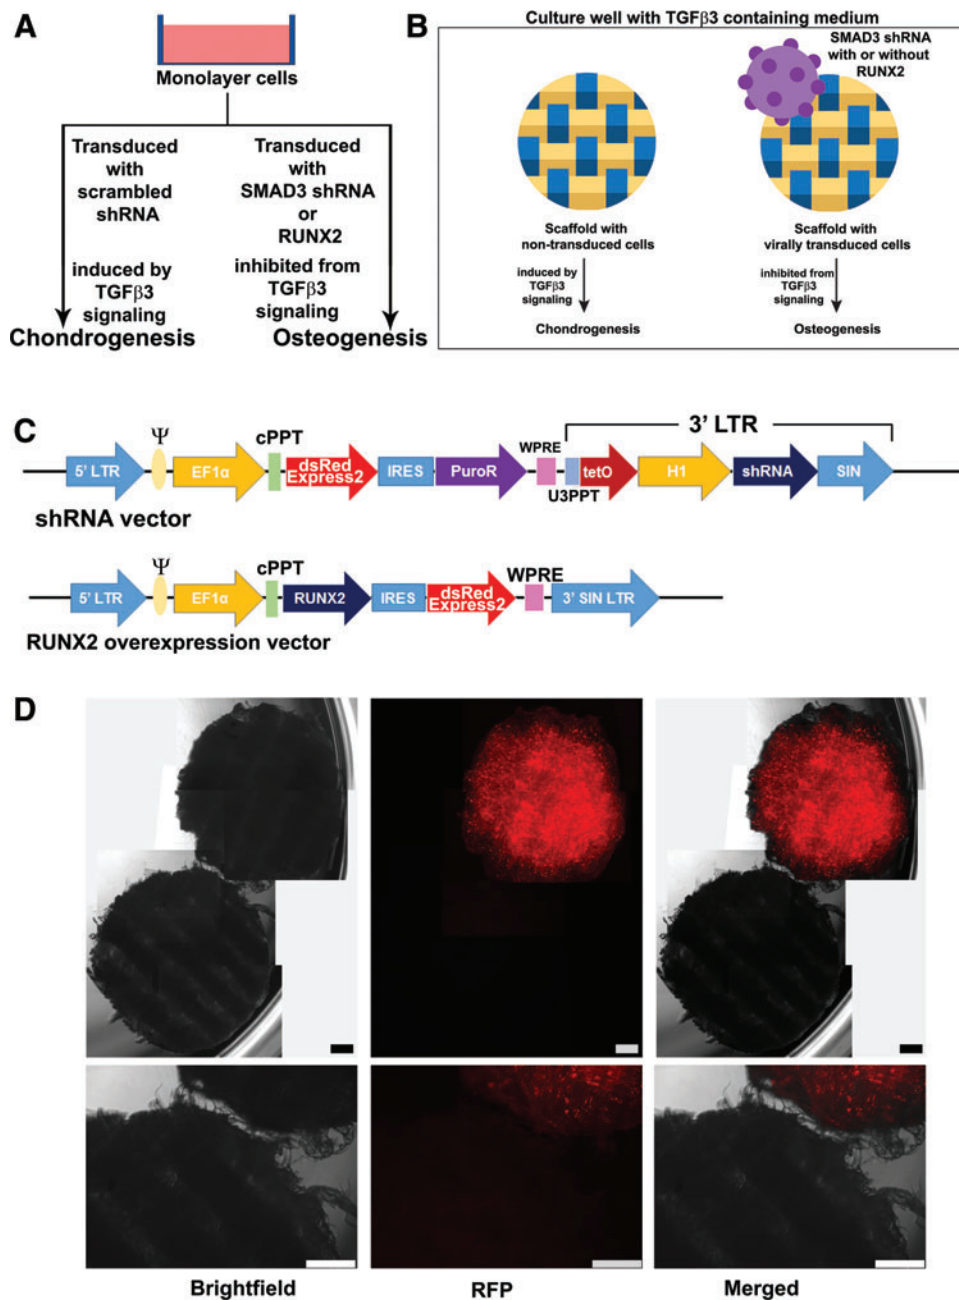 A
Monolayer cells
Transduced
with
scrambled
shRNA
induced by
TGFβ3
signaling
Chondrogenesis
Transduced
with
SMAD3 shRNA
or
RUNX2
inhibited from
TGFβ3
signaling
Osteogenesis
B
Culture well with TGFβ3 containing medium
SMAD3 shRNA
with or without
RUNX2
Scaffold with
non-transduced cells
induced by
TGFβ3
signaling
Chondrogenesis
Scaffold with
virally transduced cells
inhibited from
TGFβ3
signaling
Osteogenesis
C
3' LTR
5' LTR
Ψ
EF1α
cPPT
dsRed
Express2
IRES
PuroR
WPRE
U3PPT
tetO
H1
shRNA
SIN
shRNA vector
5' LTR
Ψ
EF1α
cPPT
RUNX2
IRES
dsRed
Express2
WPRE
3' SIN LTR
RUNX2 overexpression vector
D
Brightfield
RFP
Merged